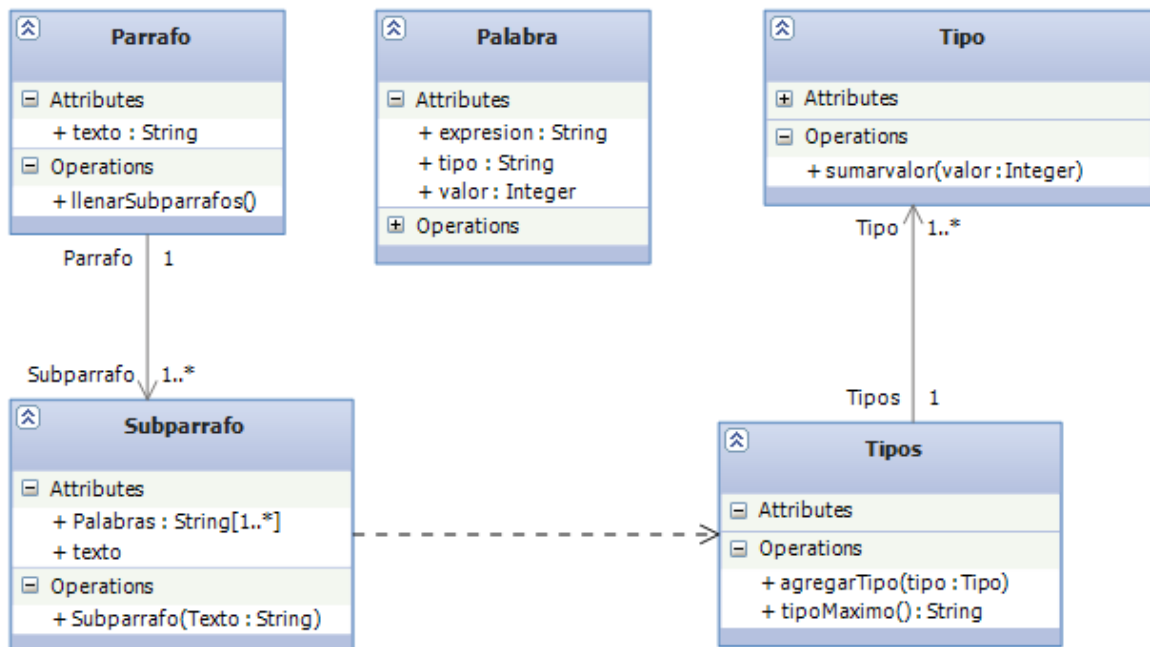 Parrafo
Attributes
+ texto : String
Operations
+ llenarSubparrafos()
Palabra
Attributes
+ expresion : String
+ tipo : String
+ valor : Integer
Operations
Tipo
Attributes
Operations
+ sumarvalor(valor : Integer)
Parrafo 1
Subparrafo 1..*
Tipo 1..*
Tipos 1
Subparrafo
Attributes
+ Palabras : String[1..*]
+ texto
Operations
+ Subparrafo(Texto : String)
Tipos
Attributes
Operations
+ agregarTipo(tipo : Tipo)
+ tipoMaximo() : String